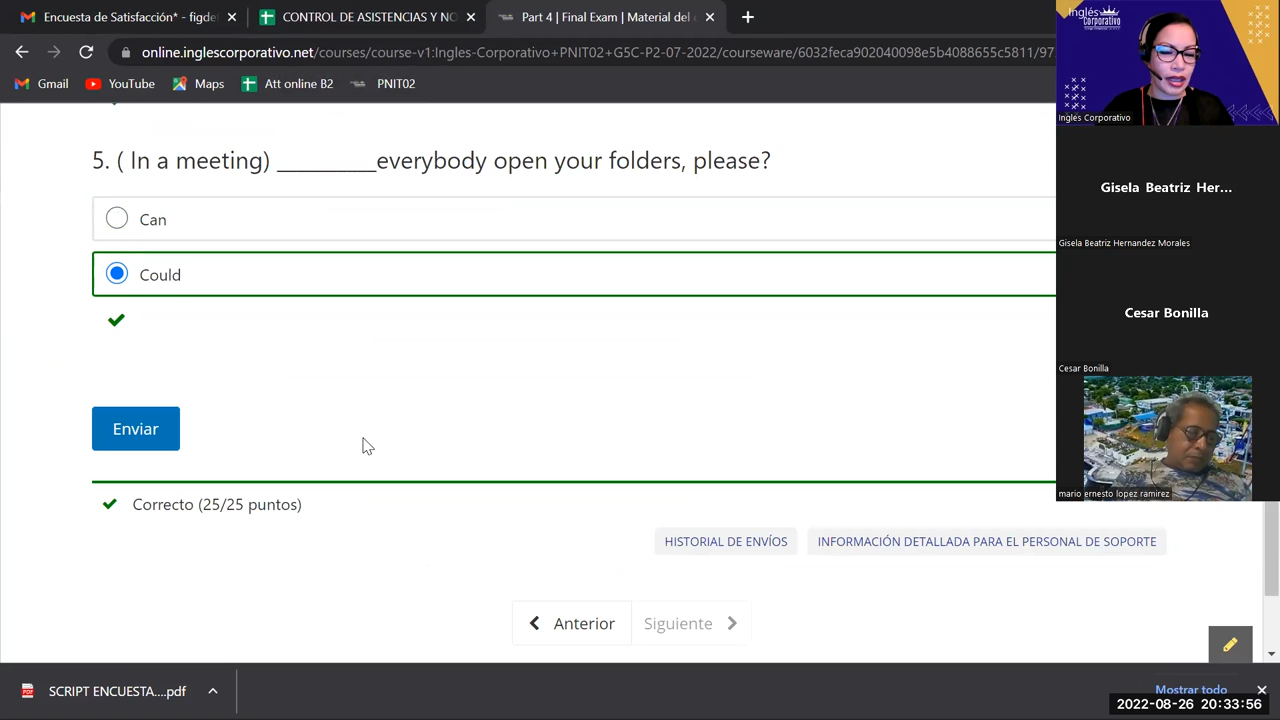 Encuesta de Satisfacción* - figde
CONTROL DE ASISTENCIAS Y NO
Part 4 | Final Exam | Material del c
online.inglescorporativo.net/courses/course-v1:Ingles-Corporativo+PNIT02+G5C-P2-07-2022/courseware/6032feca902040098e5b4088655c5811/97
Gmail
YouTube
Maps
Att online B2
PNIT02
5. ( In a meeting) __________everybody open your folders, please?
Can
Could
Enviar
Correcto (25/25 puntos)
HISTORIAL DE ENVÍOS
INFORMACIÓN DETALLADA PARA EL PERSONAL DE SOPORTE
Anterior
Siguiente
SCRIPT ENCUESTA....pdf
Mostrar todo
2022-08-26 20:33:56
Inglés
Corporativo
Inglés Corporativo
Gisela Beatriz Her...
Gisela Beatriz Hernandez Morales
Cesar Bonilla
Cesar Bonilla
mario ernesto lopez ramirez